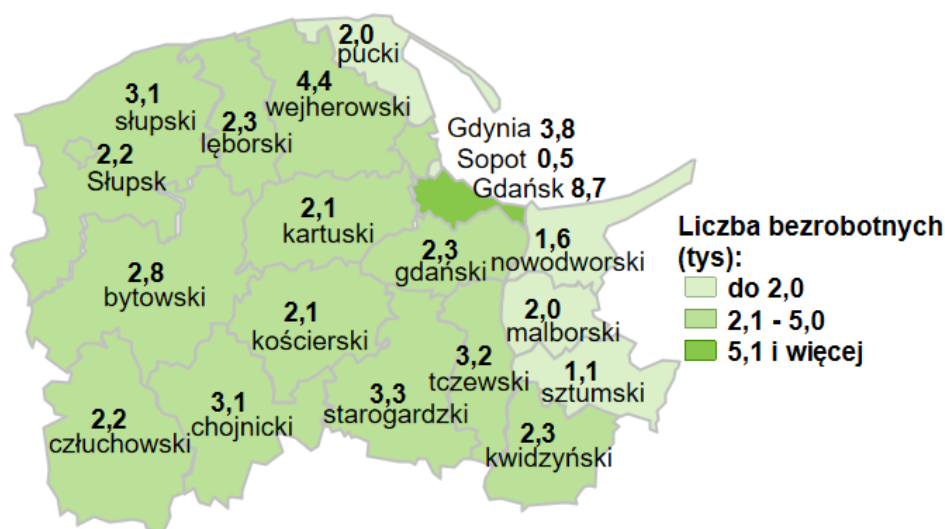 2,0
pucki
4,4
wejherowski
3,1
słupski
2,3
lęborski
Gdynia 3,8
Sopot 0,5
Gdańsk 8,7
2,2
Słupsk
2,1
kartuski
2,3
gdański
1,6
nowodworski
2,8
bytowski
2,1
kościerski
2,0
malborski
3,2
tczewski
1,1
sztumski
2,2
człuchowski
3,1
chojnicki
3,3
starogardzki
2,3
kwidzyński
Liczba bezrobotnych
(tys):
do 2,0
2,1 - 5,0
5,1 i więcej